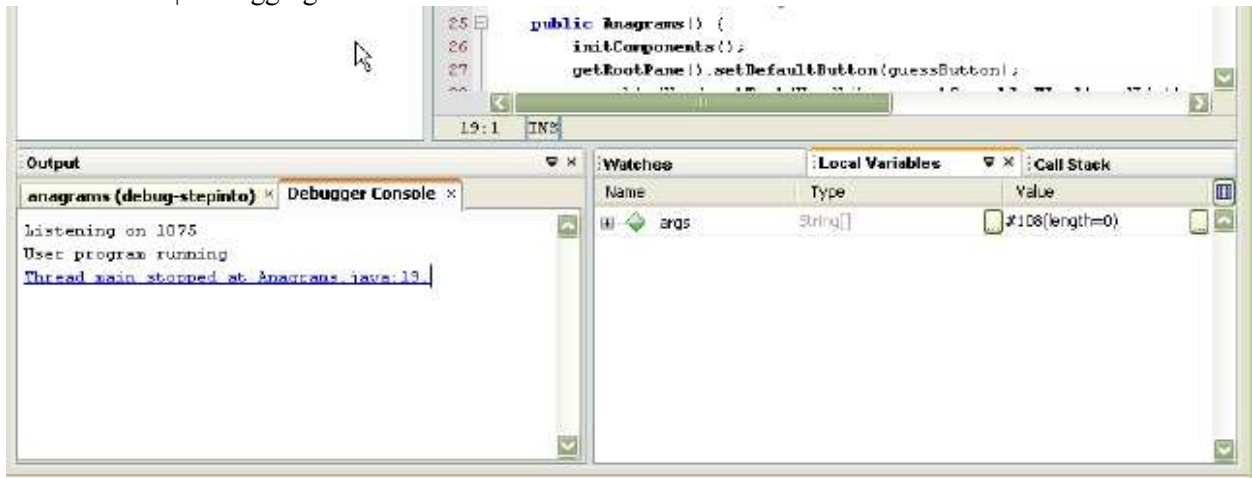 25 public Anagrams() {
26 initComponents();
27 getRootPane().setDefaultButton(guessButton);
19:1 INS
Output
anagrams (debug-stepinto) × Debugger Console ×
Listening on 1075
User program running
Thread main stopped at Anagrams.java:19.
Watches Local Variables Call Stack
Name Type Value
args String[] #108(length=0)